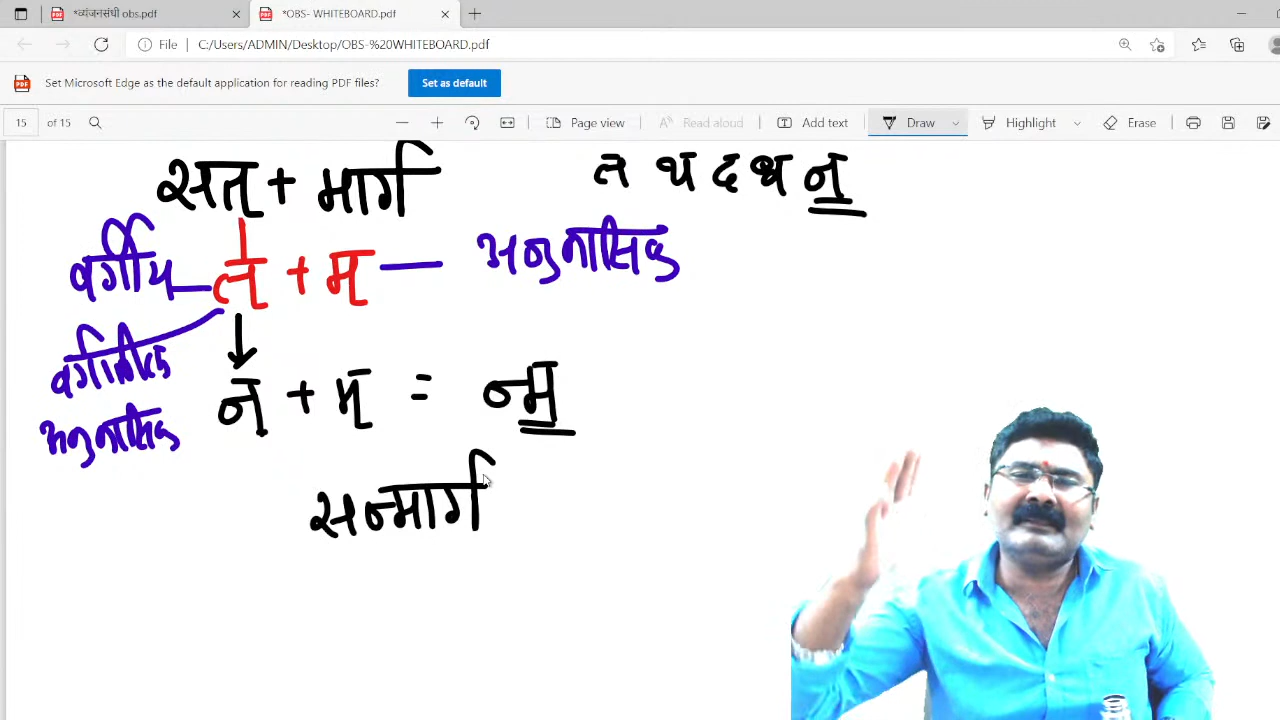 *व्यंजनसंधी obs.pdf
*OBS- WHITEBOARD.pdf
File C:/Users/ADMIN/Desktop/OBS-%20WHITEBOARD.pdf
Set Microsoft Edge as the default application for reading PDF files? Set as default
15 of 15 Page view Read aloud Add text Draw Highlight Erase
सत् + मार्ग त थ द ध न्
वर्गीय त् + म् अनुनासिक
वर्गातील
अनुनासिक
न् + म् = न्म
सन्मार्ग